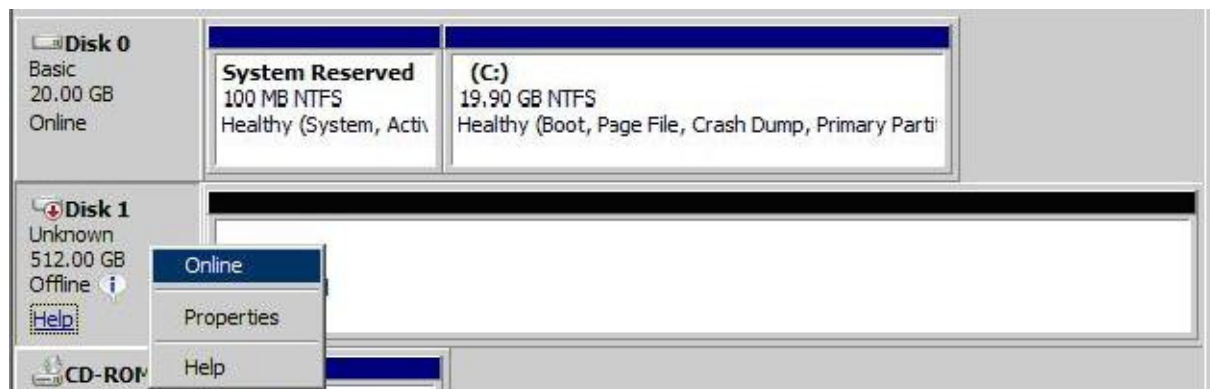 Disk 0
Basic
20.00 GB
Online
System Reserved
100 MB NTFS
Healthy (System, Activ
(C:)
19.90 GB NTFS
Healthy (Boot, Page File, Crash Dump, Primary Parti
Disk 1
Unknown
512.00 GB
Offline
Help
Online
Properties
Help
CD-ROM